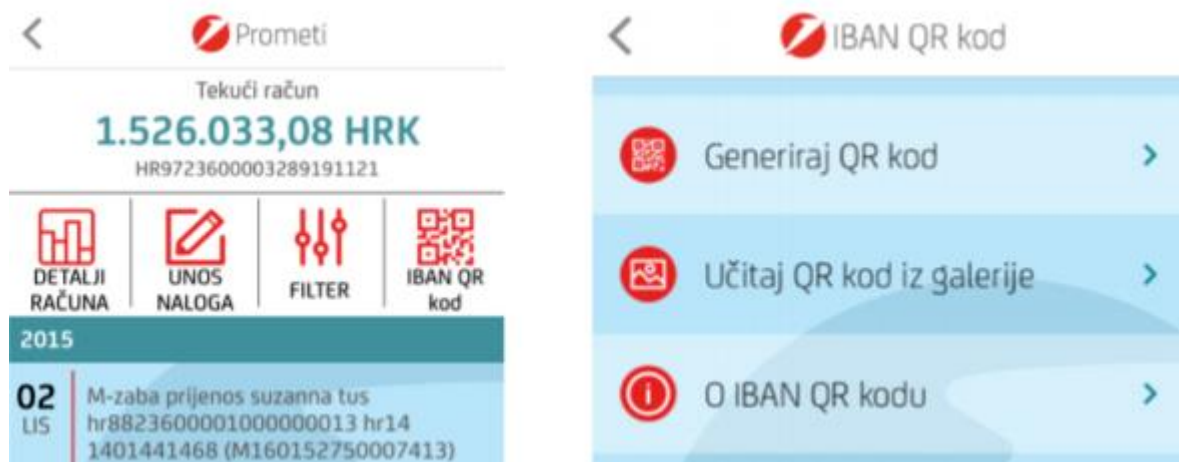 Prometi
Tekući račun
1.526.033,08 HRK
HR9723600003289191121
DETALJI
RAČUNA
UNOS
NALOGA
FILTER
IBAN QR
kod
2015
02
LIS
M-zaba prijenos suzanna tus
hr8823600001000000013 hr14
1401441468 (M160152750007413)
IBAN QR kod
Generiraj QR kod
Učitaj QR kod iz galerije
O IBAN QR kodu